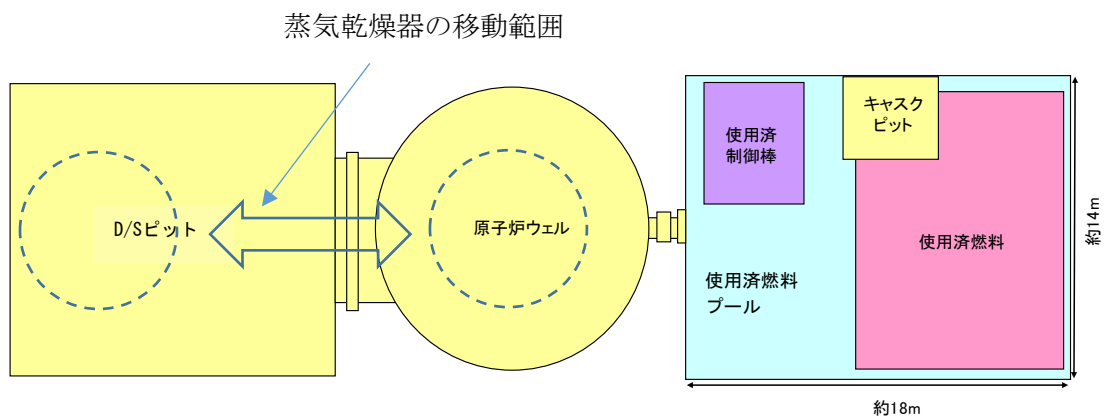 蒸気乾燥器の移動範囲
D/Sピット
原子炉ウェル
使用済
制御棒
キャスク
ピット
使用済燃料
使用済燃料
プール
約14m
約18m